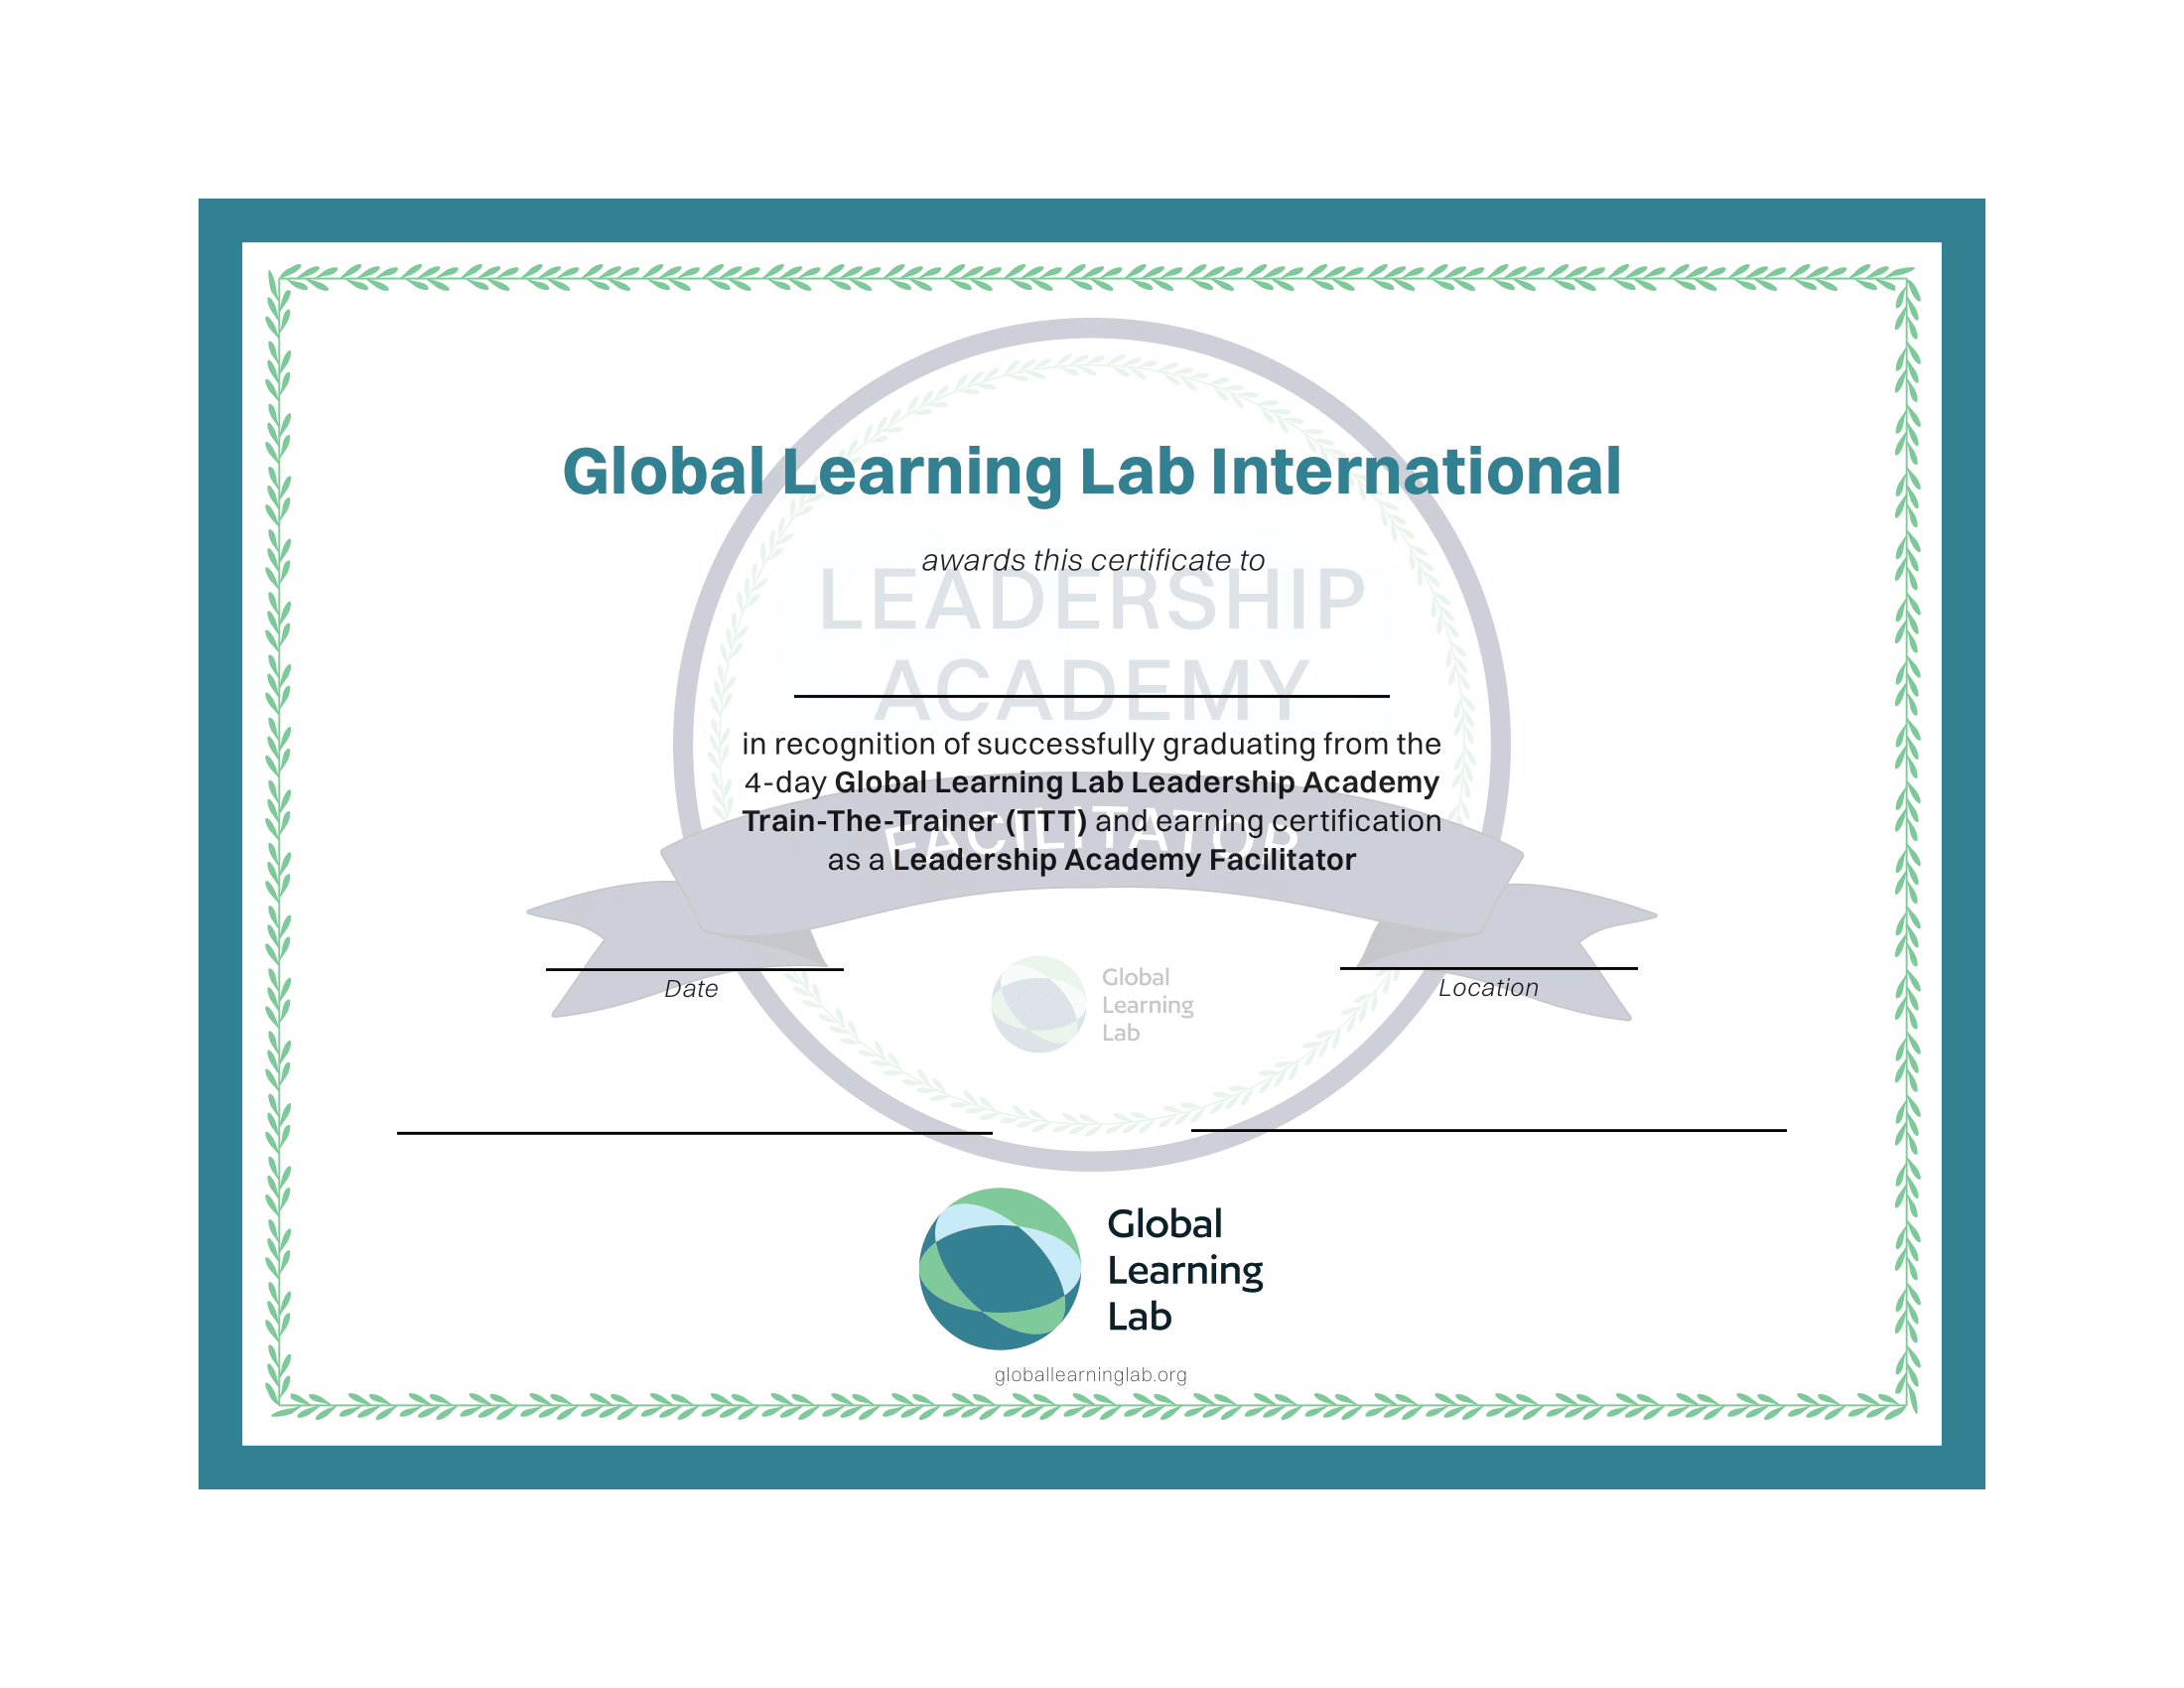 Global Learning Lab International
awards this certificate to
LEADERSHIP
ACADEMY
in recognition of successfully graduating from the
4-day Global Learning Lab Leadership Academy
Train-The-Trainer (TTT) and earning certification
FACILITATOR
as a Leadership Academy Facilitator
Date
Location
Global
Learning
Lab
Global
Learning
Lab
globallearninglab.org